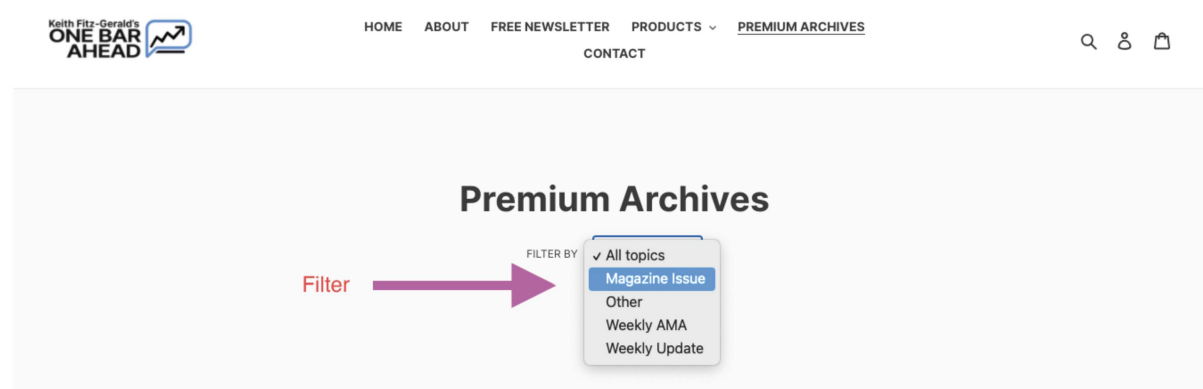 Keith Fitz-Gerald's
ONE BAR
AHEAD
HOME ABOUT FREE NEWSLETTER PRODUCTS PREMIUM ARCHIVES
CONTACT
Premium Archives
FILTER BY
✓ All topics
Magazine Issue
Other
Weekly AMA
Weekly Update
Filter